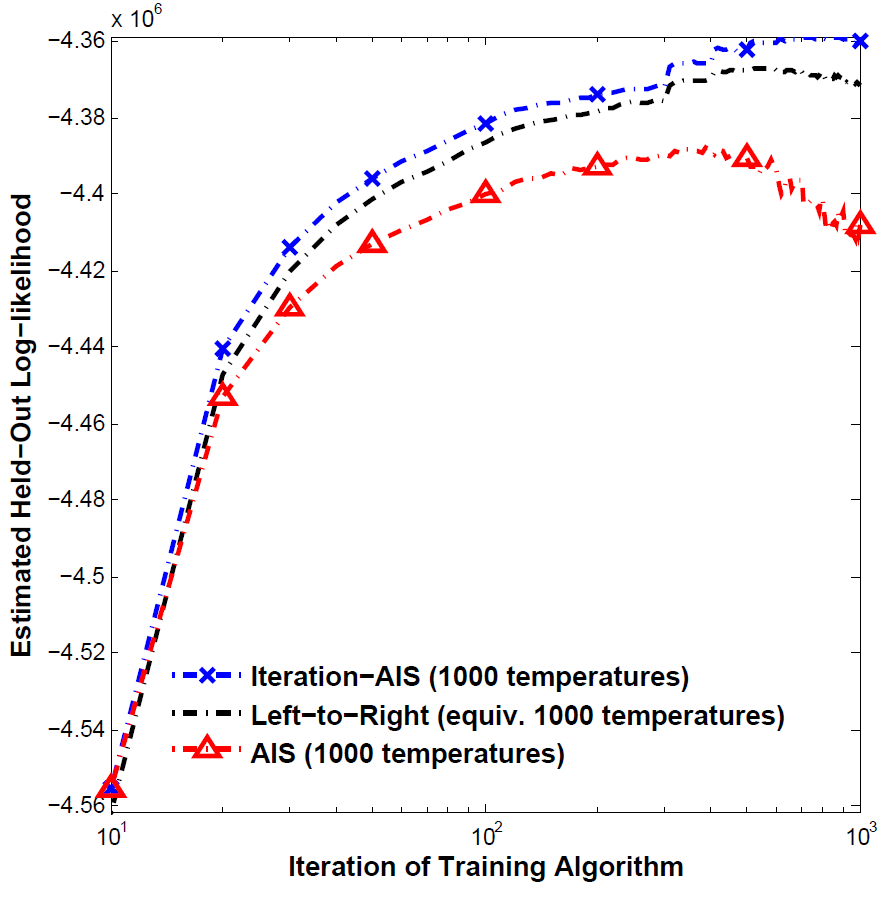 x 10^6
−4.36
−4.38
−4.4
−4.42
−4.44
−4.46
−4.48
−4.5
−4.52
−4.54
−4.56
Estimated Held−Out Log−likelihood
Iteration−AIS (1000 temperatures)
Left−to−Right (equiv. 1000 temperatures)
AIS (1000 temperatures)
10^1 10^2 10^3
Iteration of Training Algorithm